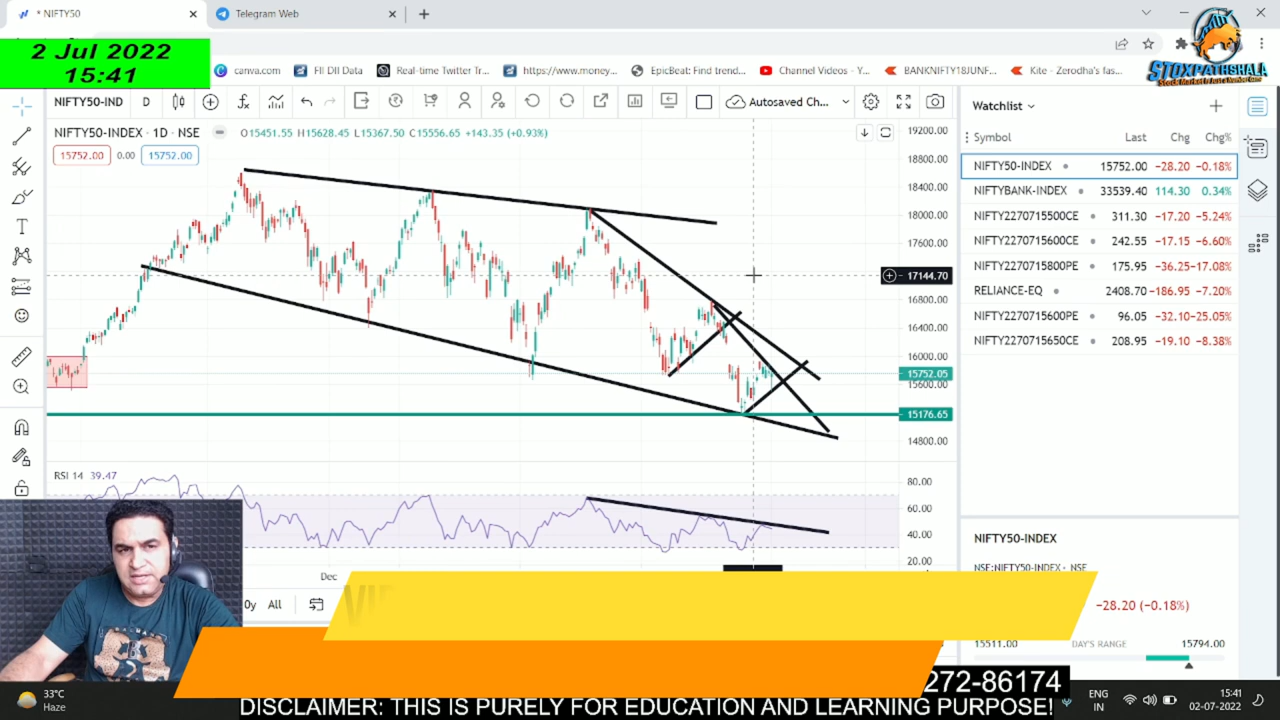 * NIFTY50
Telegram Web
2 Jul 2022
15:41
canva.com
FII DII Data
Real-time Twitter Tr...
https://www.money...
EpicBeat: Find trend...
Channel Videos - Y...
BANKNIFTY18JUNF...
Kite - Zerodha's fas...
STOXPATHSHALA
NIFTY50-IND D Autosaved Ch...
NIFTY50-INDEX · 1D · NSE O15451.55 H15628.45 L15367.50 C15556.65 +143.35 (+0.93%)
15752.00 0.00 15752.00
19200.00
18800.00
18400.00
18000.00
17600.00
17144.70
16800.00
16400.00
16000.00
15752.05
15600.00
15176.65
14800.00
RSI 14 39.47
80.00
60.00
40.00
20.00
Dec
0y All
Watchlist
Symbol Last Chg Chg%
NIFTY50-INDEX 15752.00 −28.20 −0.18%
NIFTYBANK-INDEX 33539.40 114.30 0.34%
NIFTY2270715500CE 311.30 −17.20 −5.24%
NIFTY2270715600CE 242.55 −17.15 −6.60%
NIFTY2270715800PE 175.95 −36.25 −17.08%
RELIANCE-EQ 2408.70 −186.95 −7.20%
NIFTY2270715600PE 96.05 −32.10 −25.05%
NIFTY2270715650CE 208.95 −19.10 −8.38%
NIFTY50-INDEX
NSE:NIFTY50-INDEX · NSE
−28.20 (−0.18%)
15511.00 DAY'S RANGE 15794.00
272-86174
DISCLAIMER: THIS IS PURELY FOR EDUCATION AND LEARNING PURPOSE!
33°C
Haze
ENG
IN
15:41
02-07-2022